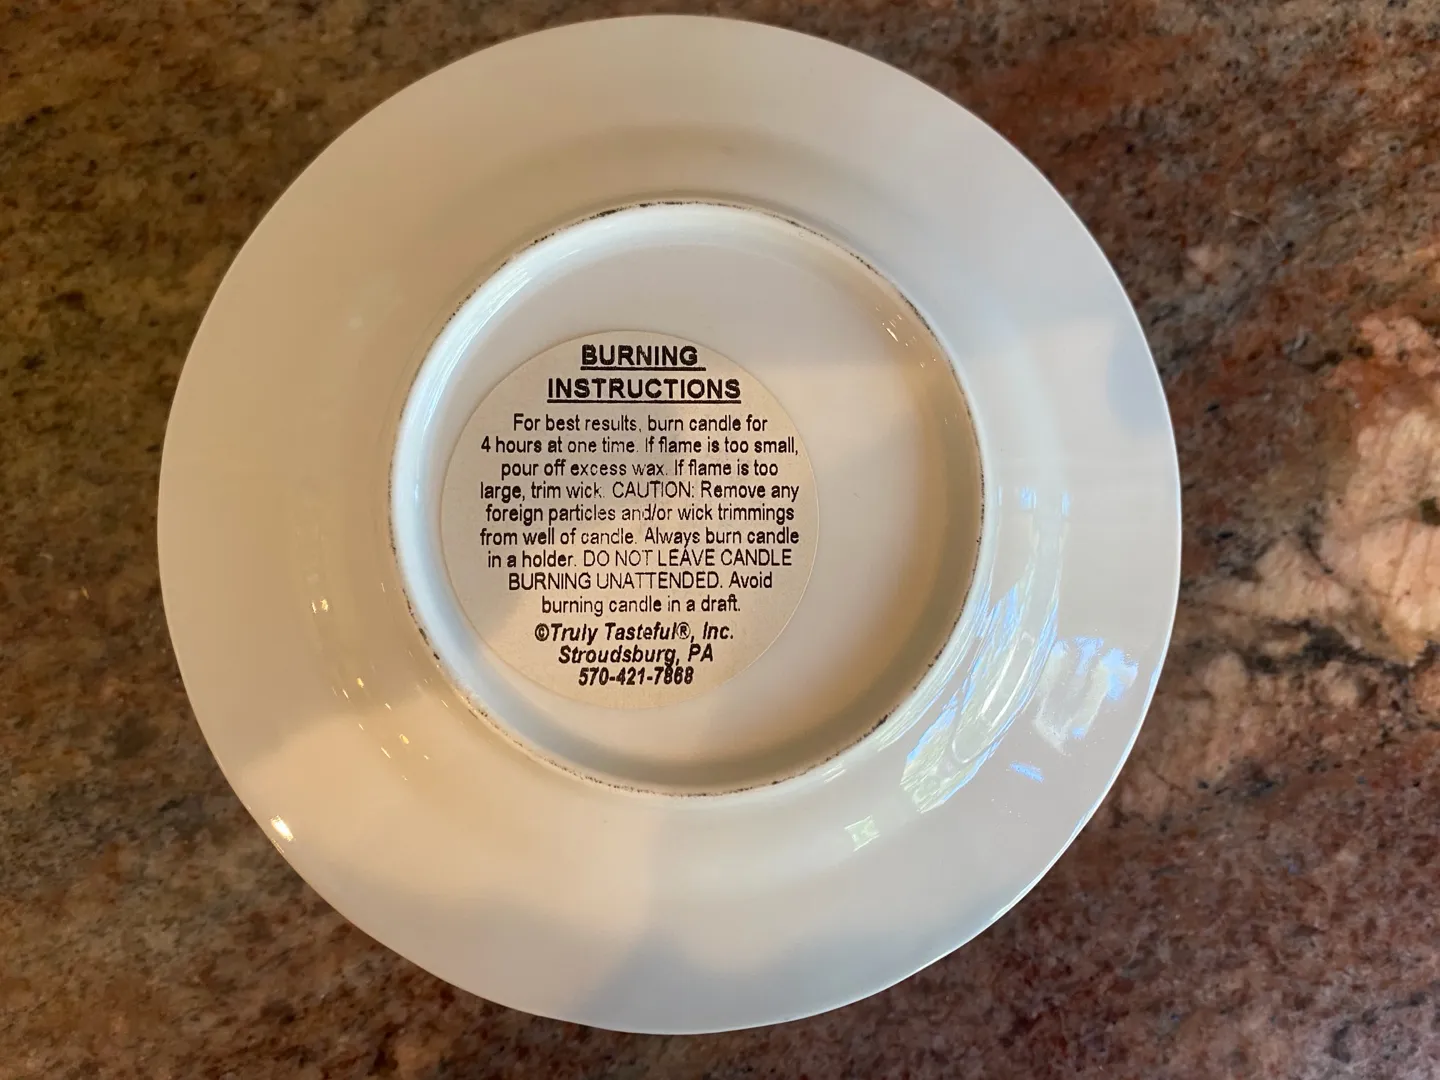 BURNING
INSTRUCTIONS
For best results, burn candle for
4 hours at one time. If flame is too small,
pour off excess wax. If flame is too
large, trim wick. CAUTION: Remove any
foreign particles and/or wick trimmings
from well of candle. Always burn candle
in a holder. DO NOT LEAVE CANDLE
BURNING UNATTENDED. Avoid
burning candle in a draft.
©Truly Tasteful®, Inc.
Stroudsburg, PA
570-421-7868